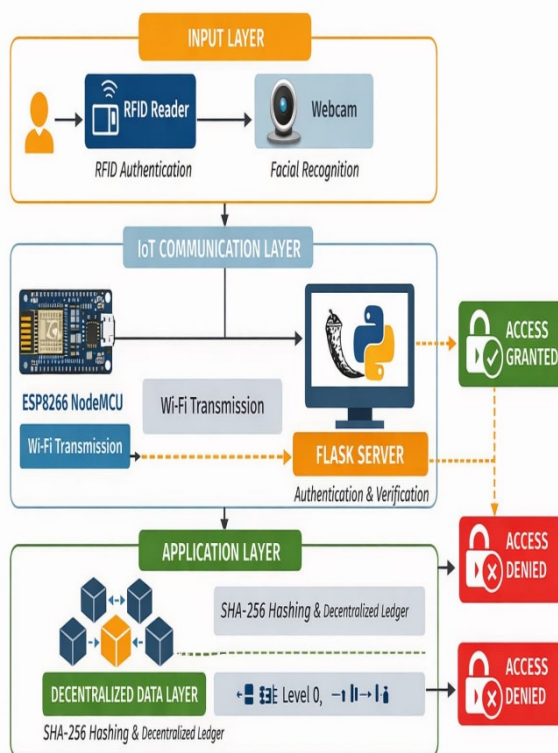 INPUT LAYER
RFID Reader
Webcam
RFID Authentication
Facial Recognition
IoT COMMUNICATION LAYER
ESP8266 NodeMCU
Wi-Fi Transmission
Wi-Fi Transmission
FLASK SERVER
Authentication & Verification
ACCESS
GRANTED
APPLICATION LAYER
ACCESS
DENIED
SHA-256 Hashing & Decentralized Ledger
DECENTRALIZED DATA LAYER
Level 0,
ACCESS
DENIED
SHA-256 Hashing & Decentralized Ledger